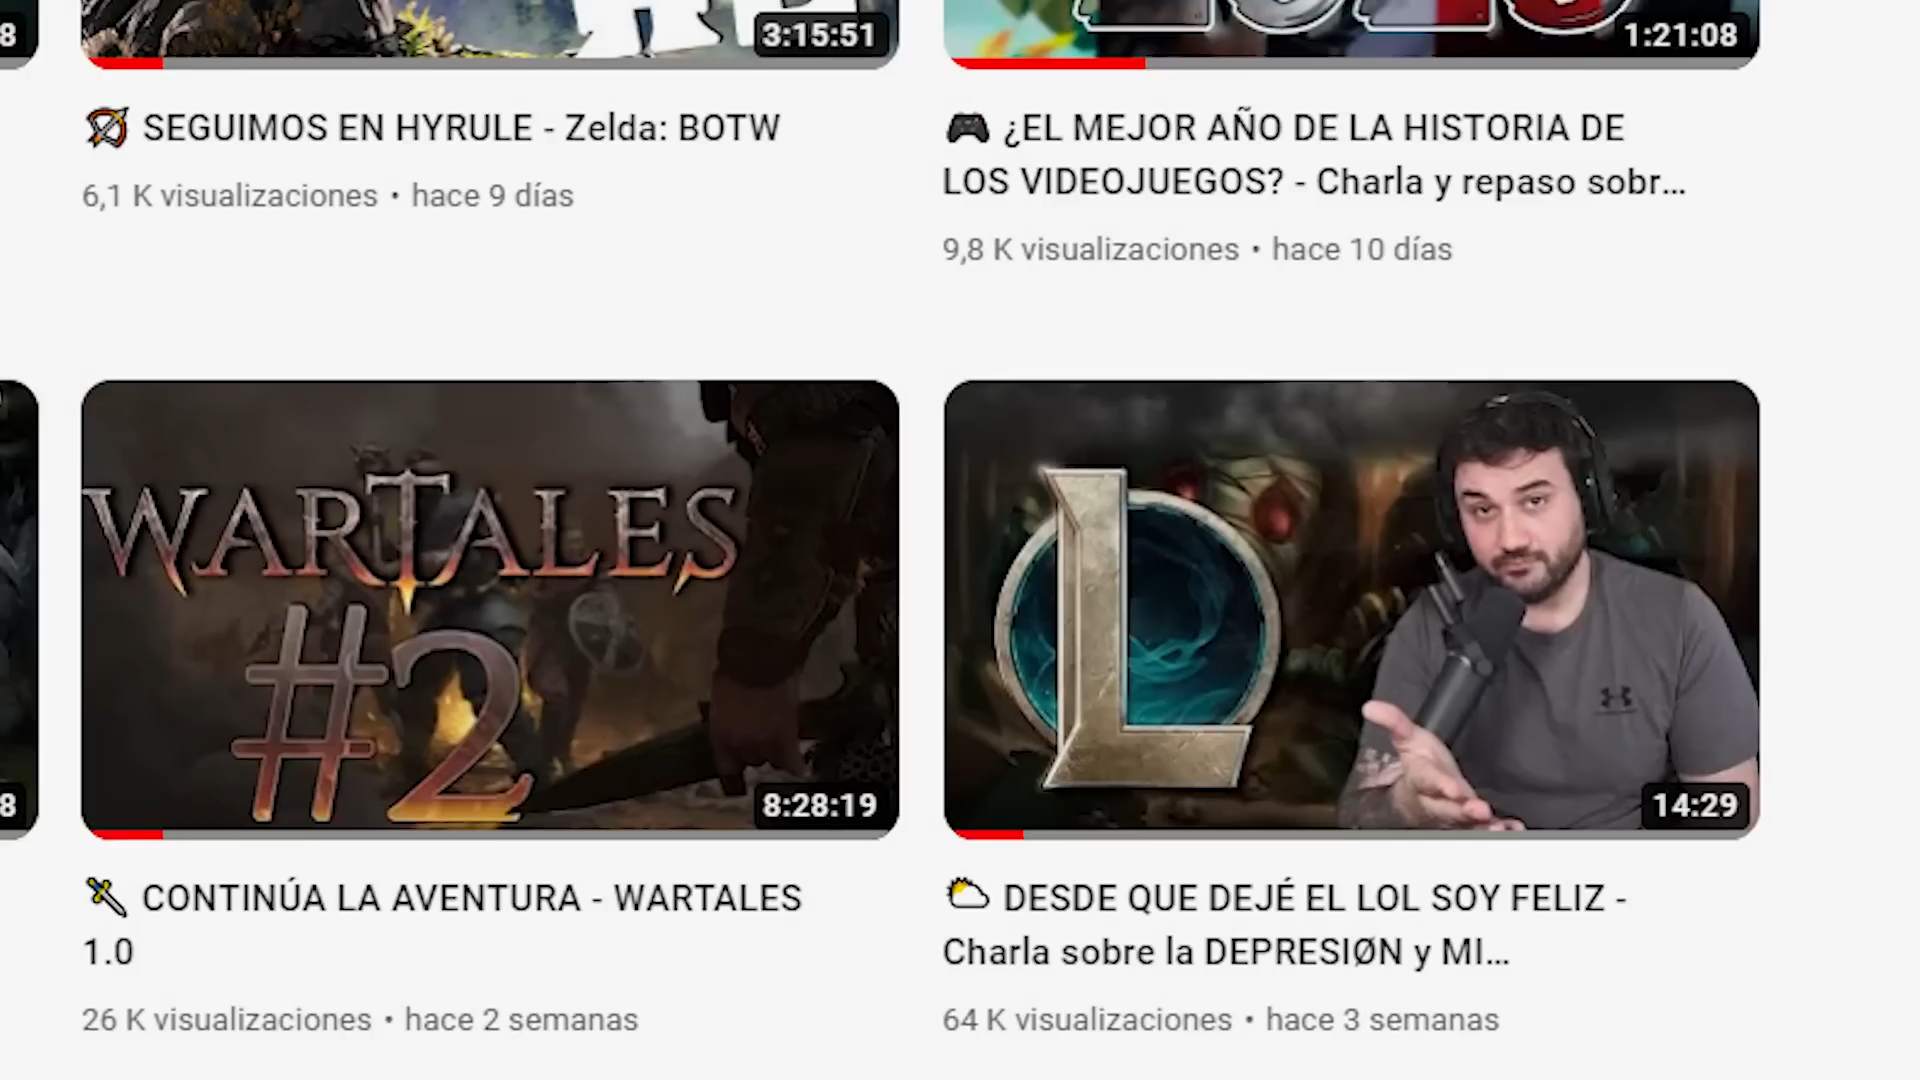 8
3:15:51
1:21:08
SEGUIMOS EN HYRULE - Zelda: BOTW
6,1 K visualizaciones • hace 9 días
¿EL MEJOR AÑO DE LA HISTORIA DE
LOS VIDEOJUEGOS? - Charla y repaso sobr...
9,8 K visualizaciones • hace 10 días
8
WARTALES
#2
8:28:19
L
14:29
CONTINÚA LA AVENTURA - WARTALES
1.0
26 K visualizaciones • hace 2 semanas
DESDE QUE DEJÉ EL LOL SOY FELIZ -
Charla sobre la DEPRESIØN y MI...
64 K visualizaciones • hace 3 semanas